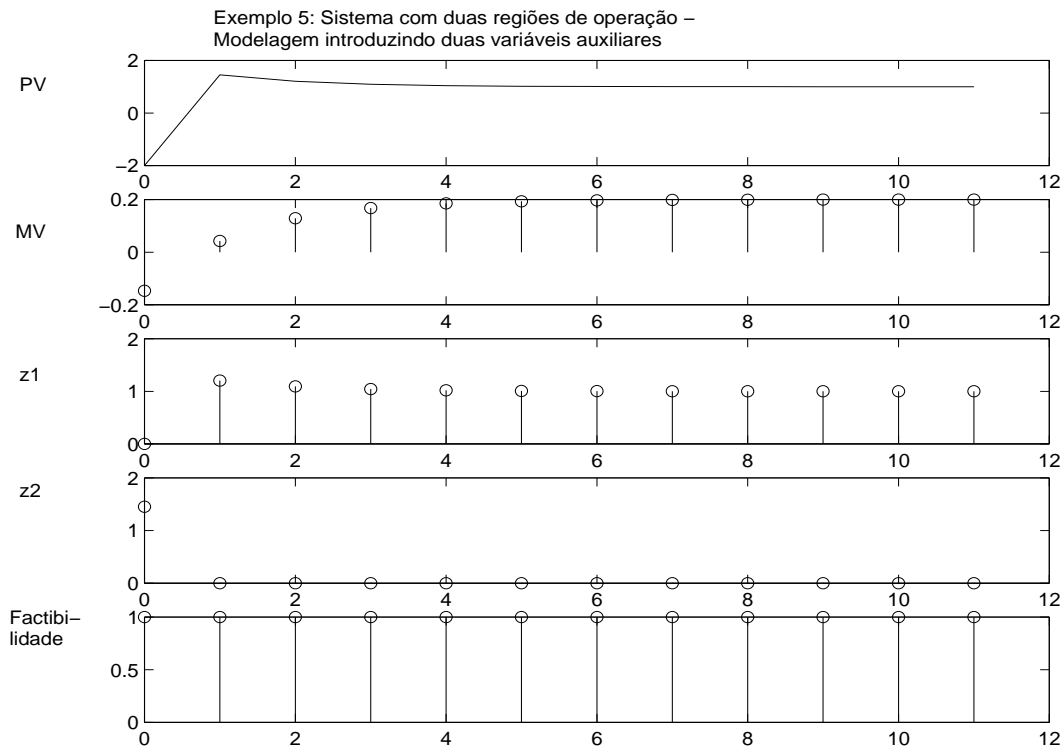 Exemplo 5: Sistema com duas regiões de operação –
Modelagem introduzindo duas variáveis auxiliares
PV
2
0
−2
0 2 4 6 8 10 12
MV
0.2
0
−0.2
0 2 4 6 8 10 12
z1
2
1
0
0 2 4 6 8 10 12
z2
2
1
0
0 2 4 6 8 10 12
Factibi−
lidade
1
0.5
0
0 2 4 6 8 10 12